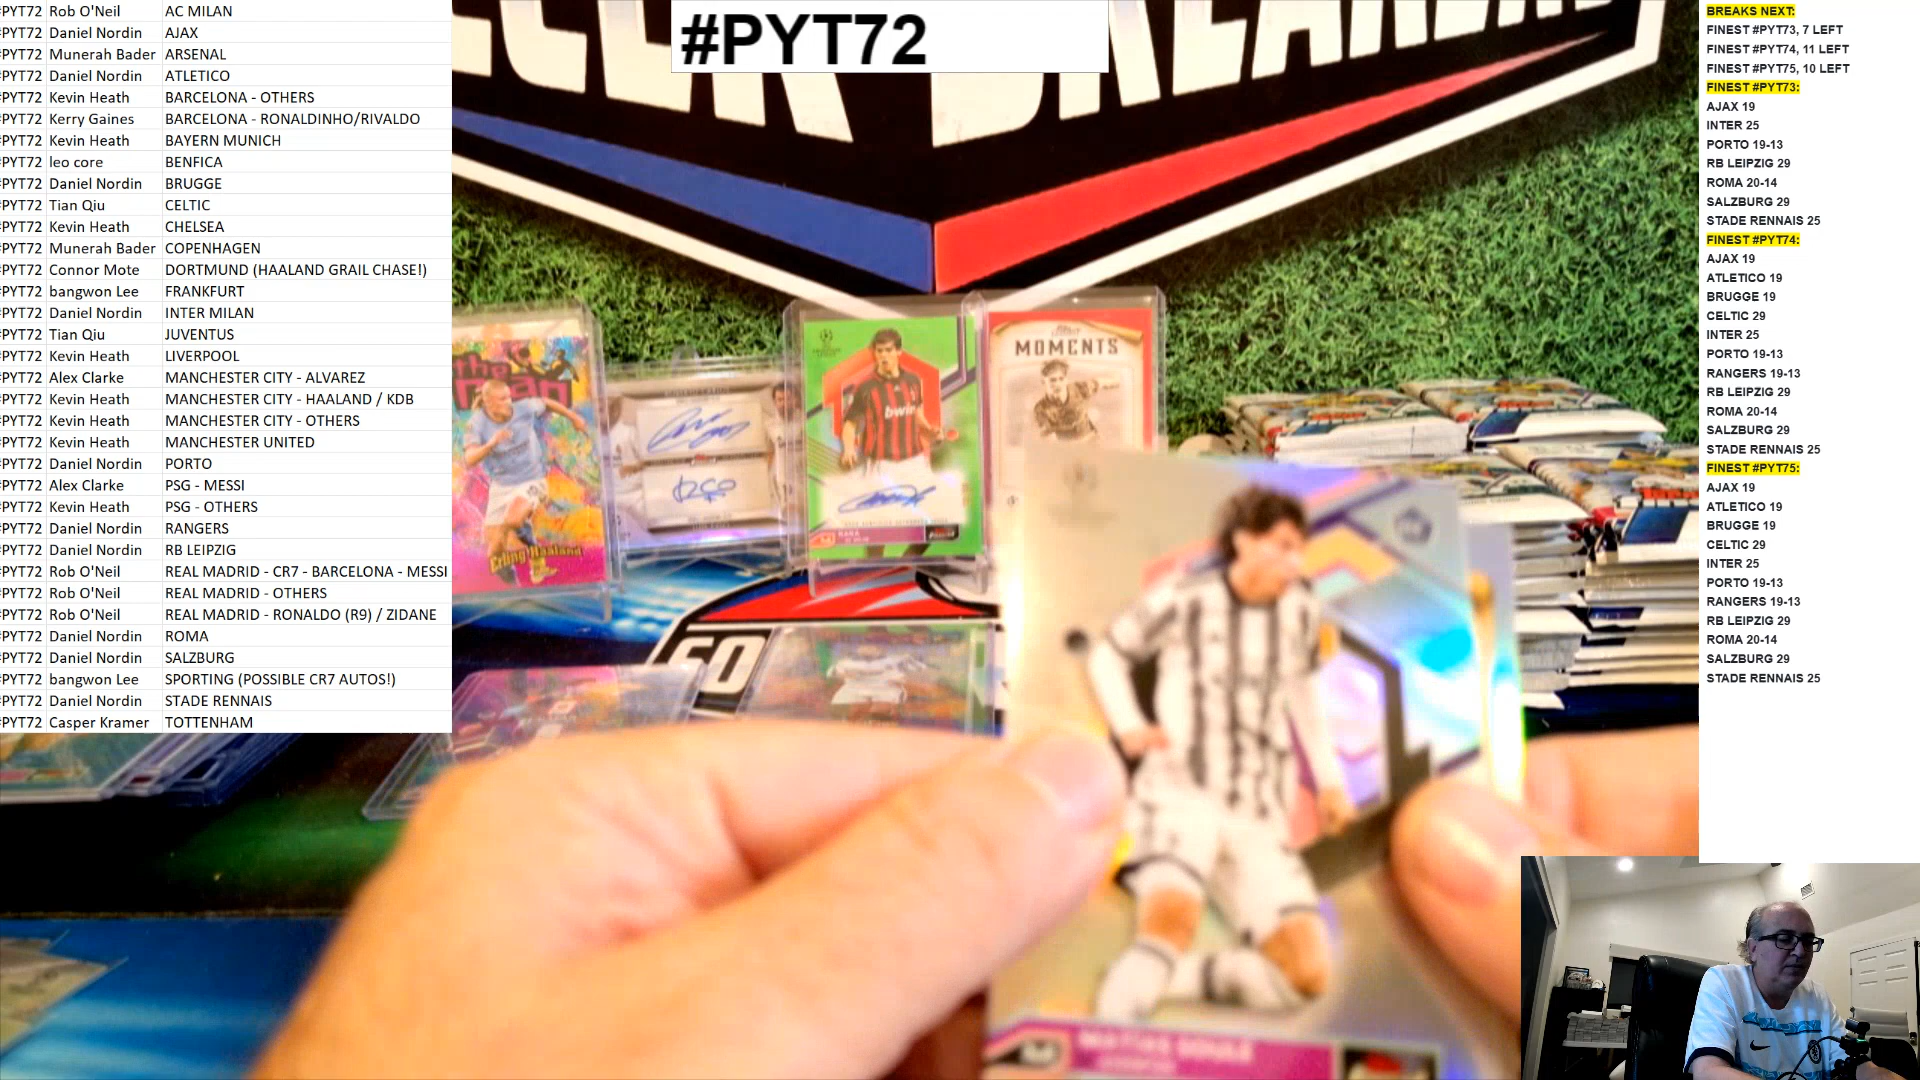 #PYT72
#PYT72 Rob O'Neil AC MILAN
#PYT72 Daniel Nordin AJAX
#PYT72 Munerah Bader ARSENAL
#PYT72 Daniel Nordin ATLETICO
#PYT72 Kevin Heath BARCELONA - OTHERS
#PYT72 Kerry Gaines BARCELONA - RONALDINHO/RIVALDO
#PYT72 Kevin Heath BAYERN MUNICH
#PYT72 leo core BENFICA
#PYT72 Daniel Nordin BRUGGE
#PYT72 Tian Qiu CELTIC
#PYT72 Kevin Heath CHELSEA
#PYT72 Munerah Bader COPENHAGEN
#PYT72 Connor Mote DORTMUND (HAALAND GRAIL CHASE!)
#PYT72 bangwon Lee FRANKFURT
#PYT72 Daniel Nordin INTER MILAN
#PYT72 Tian Qiu JUVENTUS
#PYT72 Kevin Heath LIVERPOOL
#PYT72 Alex Clarke MANCHESTER CITY - ALVAREZ
#PYT72 Kevin Heath MANCHESTER CITY - HAALAND / KDB
#PYT72 Kevin Heath MANCHESTER CITY - OTHERS
#PYT72 Kevin Heath MANCHESTER UNITED
#PYT72 Daniel Nordin PORTO
#PYT72 Alex Clarke PSG - MESSI
#PYT72 Kevin Heath PSG - OTHERS
#PYT72 Daniel Nordin RANGERS
#PYT72 Daniel Nordin RB LEIPZIG
#PYT72 Rob O'Neil REAL MADRID - CR7 - BARCELONA - MESSI
#PYT72 Rob O'Neil REAL MADRID - OTHERS
#PYT72 Rob O'Neil REAL MADRID - RONALDO (R9) / ZIDANE
#PYT72 Daniel Nordin ROMA
#PYT72 Daniel Nordin SALZBURG
#PYT72 bangwon Lee SPORTING (POSSIBLE CR7 AUTOS!)
#PYT72 Daniel Nordin STADE RENNAIS
#PYT72 Casper Kramer TOTTENHAM
the
man
Erling Haaland
bwin
KAKA
MOMENTS
MATIAS SOULÉ
BREAKS NEXT:
FINEST #PYT73, 7 LEFT
FINEST #PYT74, 11 LEFT
FINEST #PYT75, 10 LEFT
FINEST #PYT73:
AJAX 19
INTER 25
PORTO 19-13
RB LEIPZIG 29
ROMA 20-14
SALZBURG 29
STADE RENNAIS 25
FINEST #PYT74:
AJAX 19
ATLETICO 19
BRUGGE 19
CELTIC 29
INTER 25
PORTO 19-13
RANGERS 19-13
RB LEIPZIG 29
ROMA 20-14
SALZBURG 29
STADE RENNAIS 25
FINEST #PYT75:
AJAX 19
ATLETICO 19
BRUGGE 19
CELTIC 29
INTER 25
PORTO 19-13
RANGERS 19-13
RB LEIPZIG 29
ROMA 20-14
SALZBURG 29
STADE RENNAIS 25